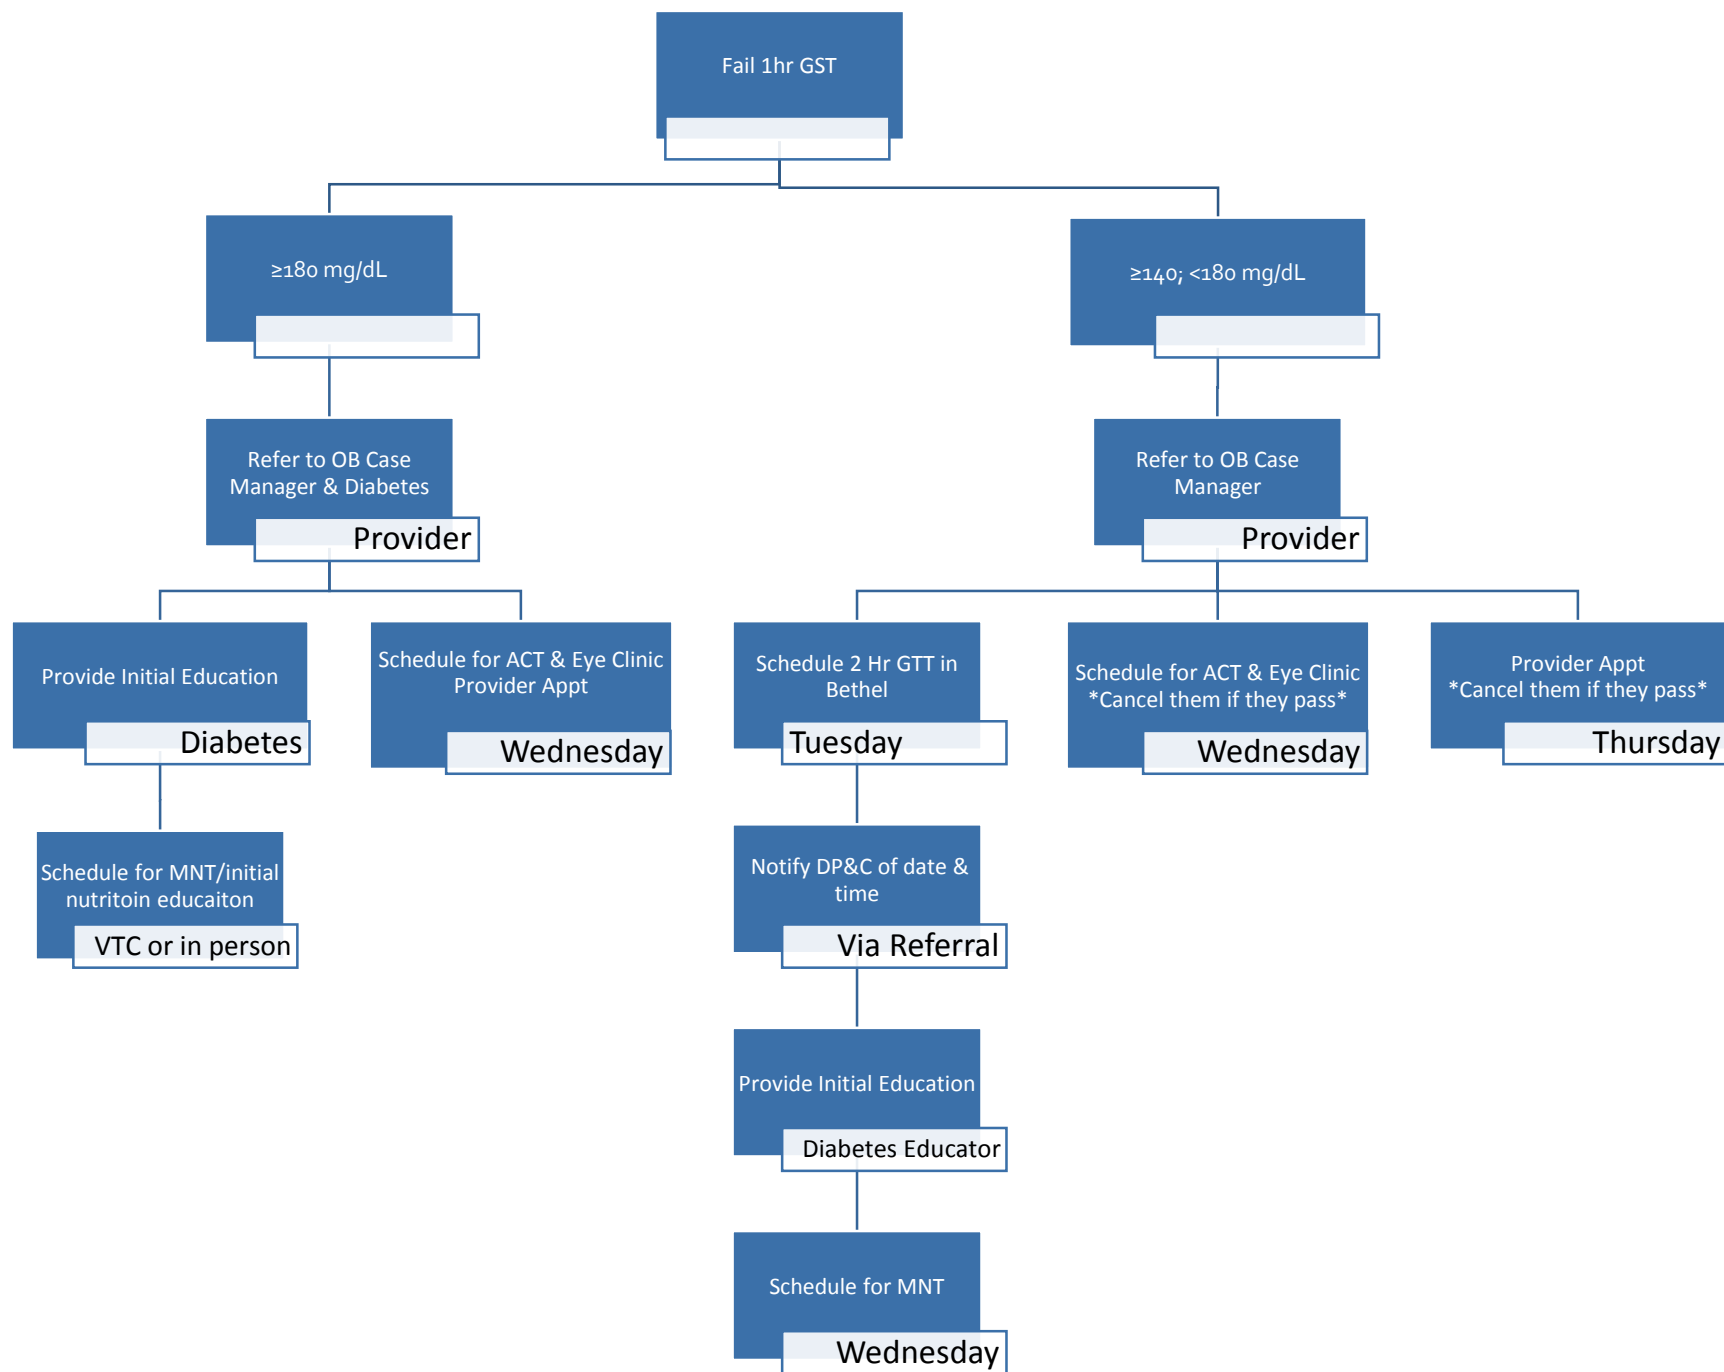 Fail 1hr GST
≥180 mg/dL
≥140; <180 mg/dL
Refer to OB Case
Manager & Diabetes
Provider
Refer to OB Case
Manager
Provider
Provide Initial Education
Diabetes
Schedule for ACT & Eye Clinic
Provider Appt
Wednesday
Schedule 2 Hr GTT in
Bethel
Tuesday
Schedule for ACT & Eye Clinic
*Cancel them if they pass*
Wednesday
Provider Appt
*Cancel them if they pass*
Thursday
Schedule for MNT/initial
nutritoin educaiton
VTC or in person
Notify DP&C of date &
time
Via Referral
Provide Initial Education
Diabetes Educator
Schedule for MNT
Wednesday